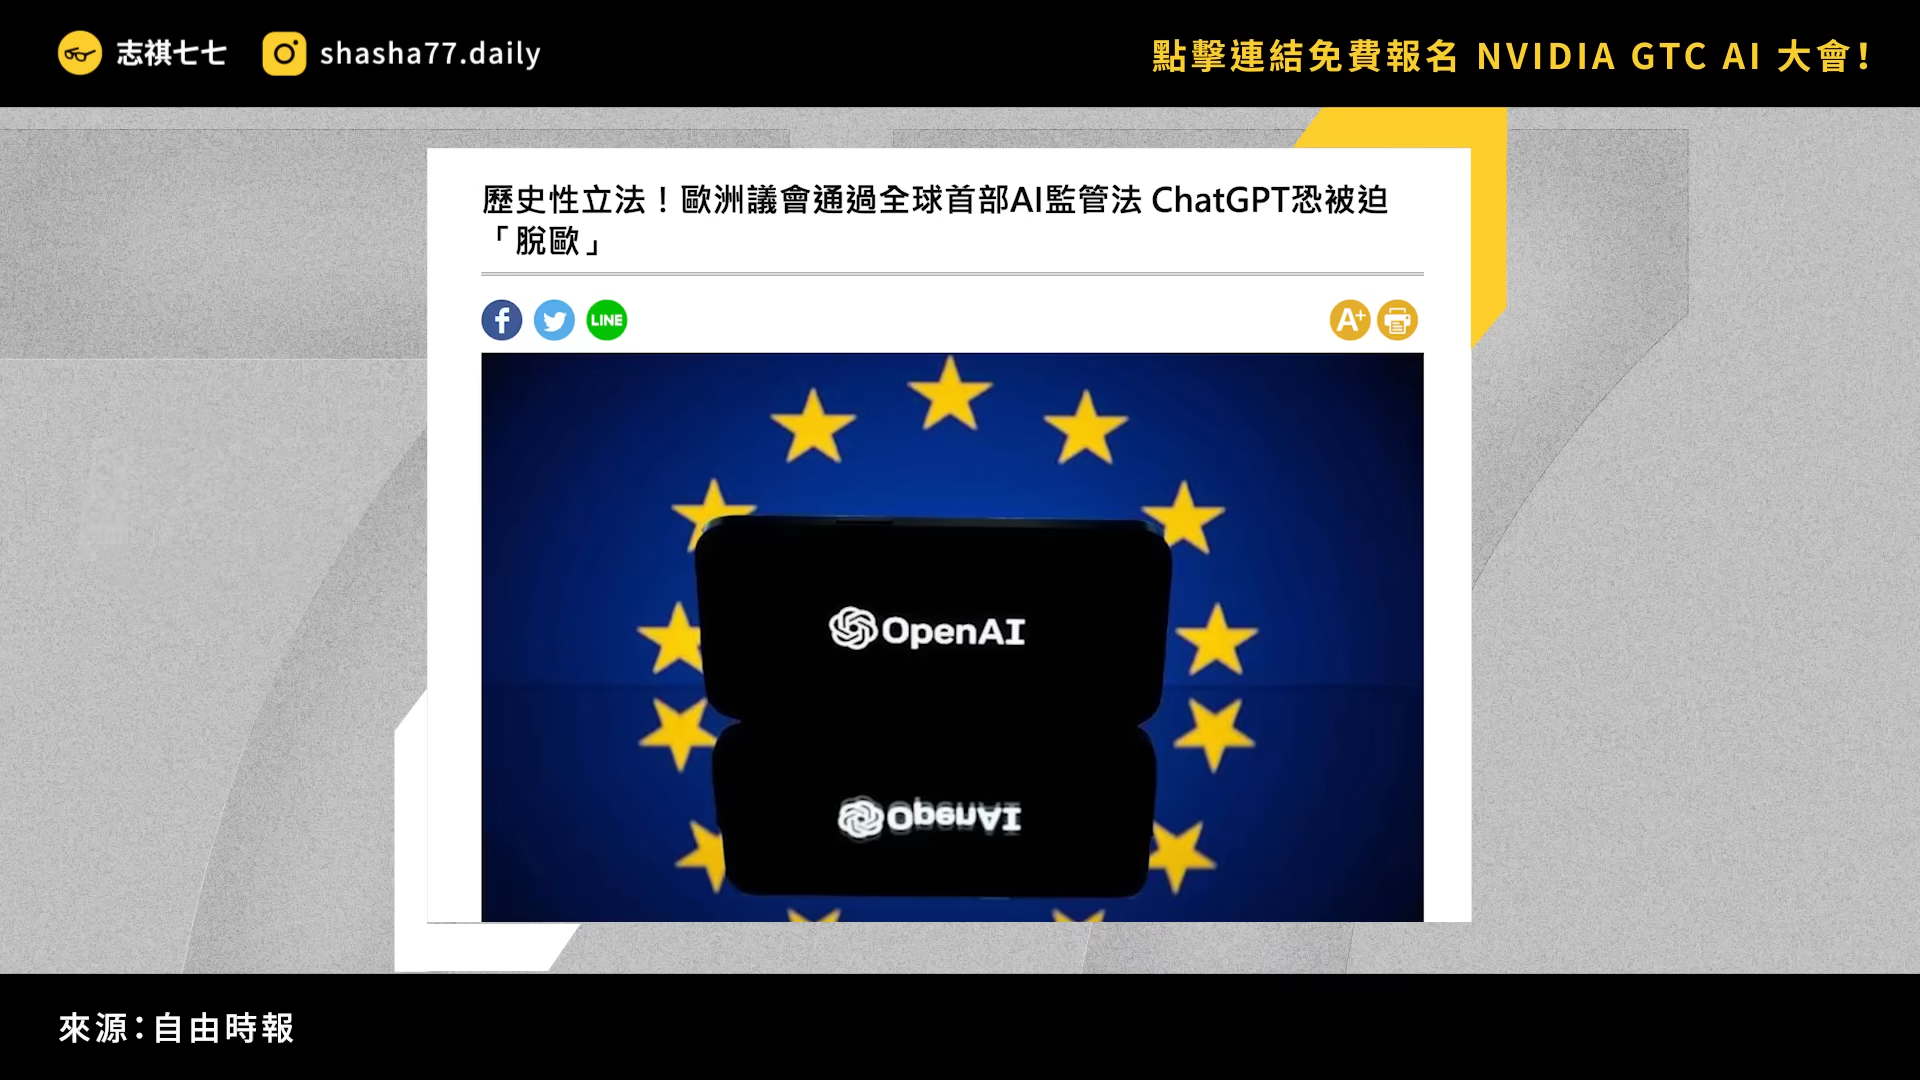 志祺七七 shasha77.daily
點擊連結免費報名 NVIDIA GTC AI 大會！
歷史性立法！歐洲議會通過全球首部AI監管法 ChatGPT恐被迫
「脫歐」
f LINE A+
OpenAI
OpenAI
來源：自由時報